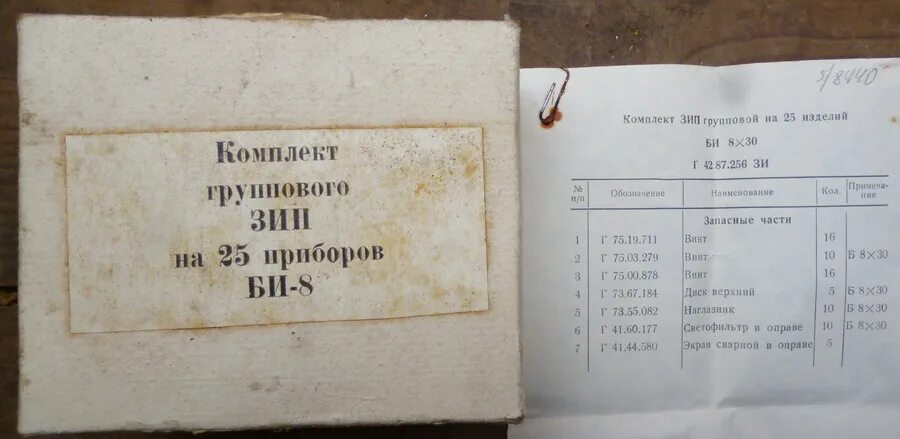 Комплект
группового
ЗИП
на 25 приборов
БИ-8
Комплект ЗИП групповой на 25 изделий
БИ 8×30
Г 42.87.256 ЗИ
№ п/п Обозначение Наименование Кол. Примеча-ние
Запасные части
1 Г 75.19.711 Винт 16
2 Г 75.03.279 Винт 10 Б 8×30
3 Г 75.00.878 Винт 16
4 Г 73.67.184 Диск верхний 5 Б 8×30
5 Г 73.55.082 Наглазник 10 Б 8×30
6 Г 41.60.177 Светофильтр в оправе 10 Б 8×30
7 Г 41.44.580 Экран сварной в оправе 5